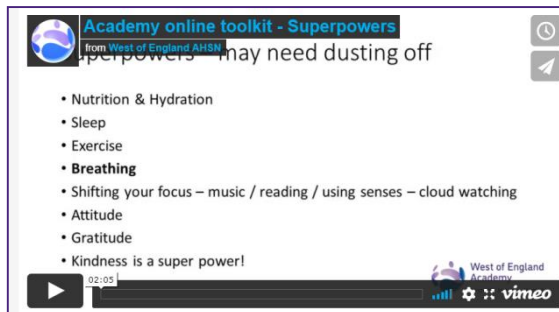 Academy online toolkit - Superpowers
from West of England AHSN
Superpowers – may need dusting off
• Nutrition & Hydration
• Sleep
• Exercise
• Breathing
• Shifting your focus – music / reading / using senses – cloud watching
• Attitude
• Gratitude
• Kindness is a super power!
West of England
Academy
02:05
vimeo